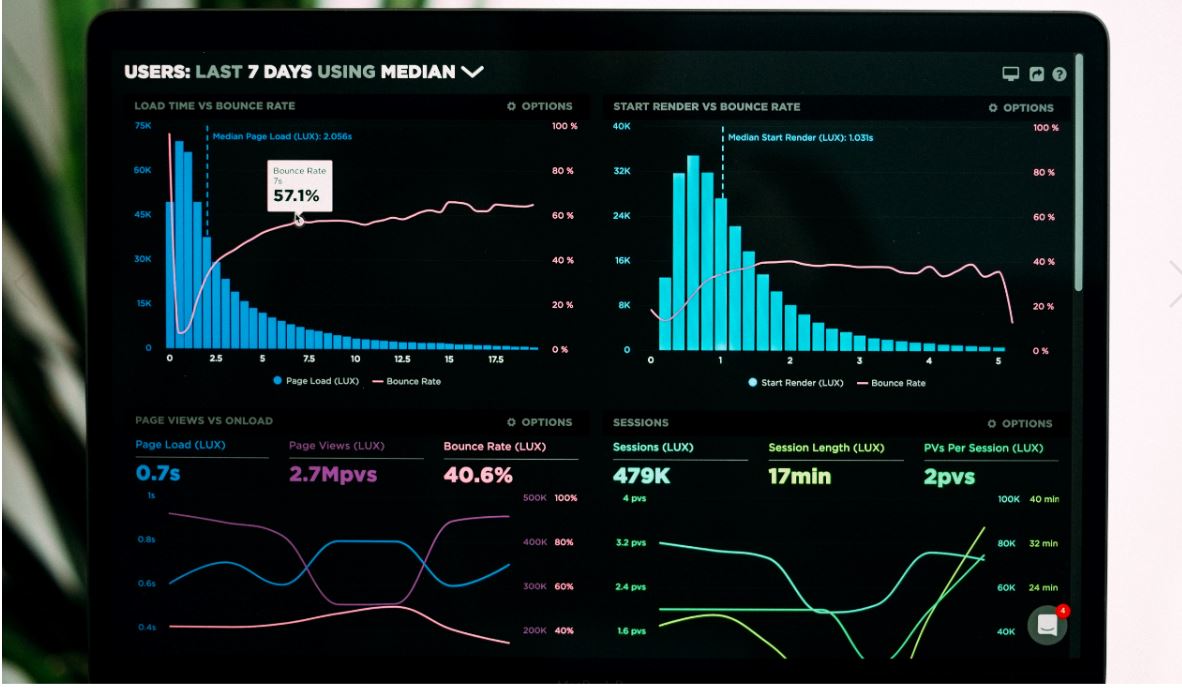 USERS: LAST 7 DAYS USING MEDIAN
LOAD TIME VS BOUNCE RATE
OPTIONS
75K
60K
45K
30K
15K
0
Median Page Load (LUX): 2.056s
Bounce Rate
7s
57.1%
100 %
80 %
60 %
40 %
20 %
0 %
0 2.5 5 7.5 10 12.5 15 17.5
Page Load (LUX) Bounce Rate
START RENDER VS BOUNCE RATE
OPTIONS
40K
32K
24K
16K
8K
0
Median Start Render (LUX): 1.031s
100 %
80 %
60 %
40 %
20 %
0 %
0 1 2 3 4 5
Start Render (LUX) Bounce Rate
PAGE VIEWS VS ONLOAD
OPTIONS
Page Load (LUX)
0.7s
Page Views (LUX)
2.7Mpvs
Bounce Rate (LUX)
40.6%
1s
0.8s
0.6s
0.4s
500K 100%
400K 80%
300K 60%
200K 40%
SESSIONS
OPTIONS
Sessions (LUX)
479K
Session Length (LUX)
17min
PVs Per Session (LUX)
2pvs
4 pvs
3.2 pvs
2.4 pvs
1.6 pvs
100K 40 min
80K 32 min
60K 24 min
40K
4